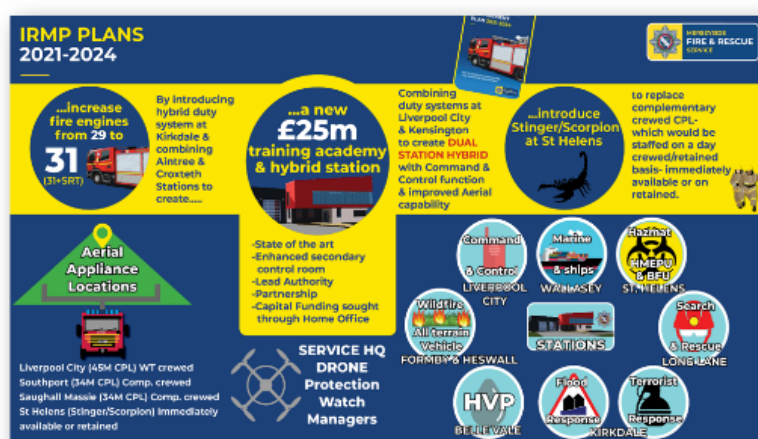 IRMP PLANS
2021-2024
PLAN 2021-2024
MERSEYSIDE
FIRE & RESCUE
SERVICE
...increase
fire engines
from 29 to
31
(31+SRT)
By introducing
hybrid duty
system at
Kirkdale &
combining
Aintree &
Croxteth
Stations to
create.....
...a new
£25m
training academy
& hybrid station
-State of the art
-Enhanced secondary
control room
-Lead Authority
-Partnership
-Capital Funding sought
through Home Office
Combining
duty systems at
Liverpool City
& Kensington
to create DUAL
STATION HYBRID
with Command &
Control function
& improved Aerial
capability
...introduce
Stinger/Scorpion
at St Helens
to replace
complementary
crewed CPL-
which would be
staffed on a day
crewed/retained
basis- immediately
available or on
retained.
Aerial
Appliance
Locations
Liverpool City (45M CPL) WT crewed
Southport (34M CPL) Comp. crewed
Saughall Massie (34M CPL) Comp. crewed
St Helens (Stinger/Scorpion) Immediately
available or retained
SERVICE HQ
DRONE
Protection
Watch
Managers
Command
& Control
LIVERPOOL
CITY
Marine
& ships
WALLASEY
Hazmat
HMEPU
& BFU
ST. HELENS
Wildfire
All terrain
Vehicle
FORMBY & HESWALL
STATIONS
Search
& Rescue
LONG LANE
HVP
BELLE VALE
Flood
Response
Terrorist
Response
KIRKDALE